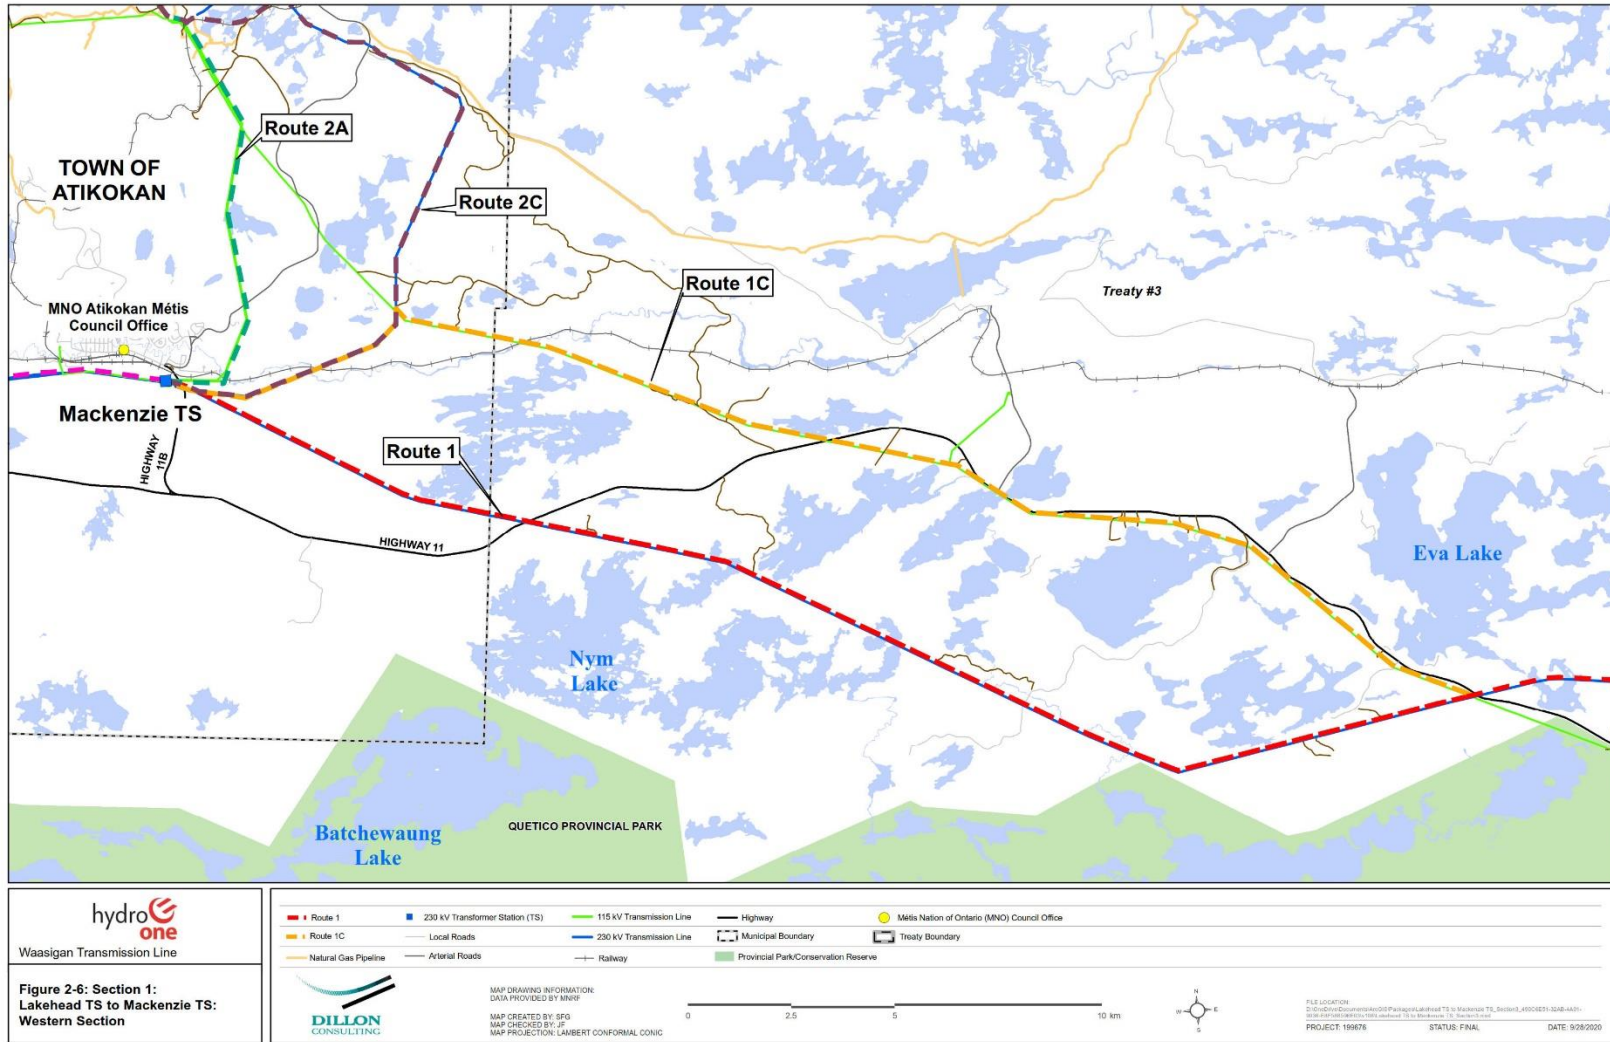 Route 2A
TOWN OF
ATIKOKAN
Route 2C
Route 1C
Treaty #3
MNO Atikokan Métis
Council Office
Mackenzie TS
HIGHWAY
11B
Route 1
HIGHWAY 11
Eva Lake
Nym
Lake
Batchewaung
Lake
QUETICO PROVINCIAL PARK
hydro
one
Waasigan Transmission Line
Figure 2-6: Section 1:
Lakehead TS to Mackenzie TS:
Western Section
Route 1
230 kV Transformer Station (TS)
115 kV Transmission Line
Highway
Métis Nation of Ontario (MNO) Council Office
Route 1C
Local Roads
230 kV Transmission Line
Municipal Boundary
Treaty Boundary
Natural Gas Pipeline
Arterial Roads
Railway
Provincial Park/Conservation Reserve
DILLON
CONSULTING
MAP DRAWING INFORMATION:
DATA PROVIDED BY MNRF
MAP CREATED BY: SFG
MAP CHECKED BY: JF
MAP PROJECTION: LAMBERT CONFORMAL CONIC
0 2.5 5 10 km
N
W E
S
FILE LOCATION:
PROJECT: 199676 STATUS: FINAL DATE: 9/28/2020